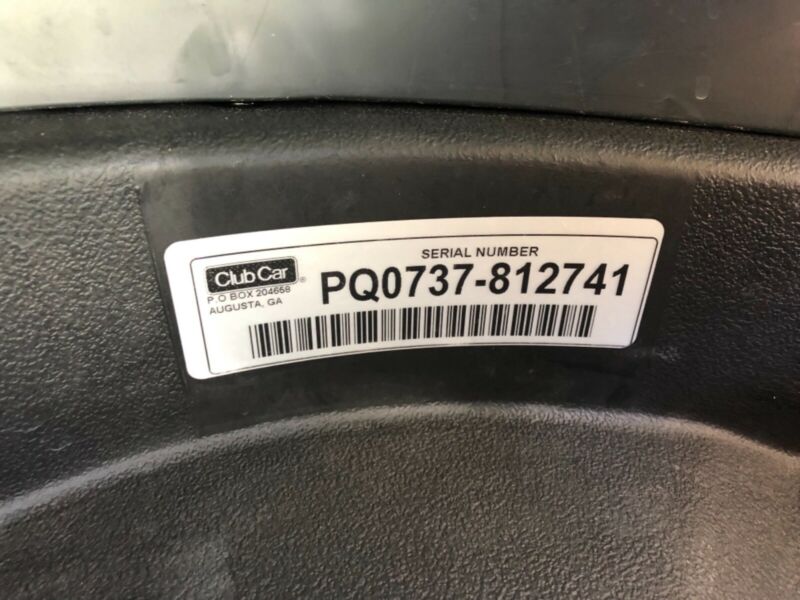 SERIAL NUMBER
Club Car®
PQ0737-812741
P.O BOX 204658
AUGUSTA, GA